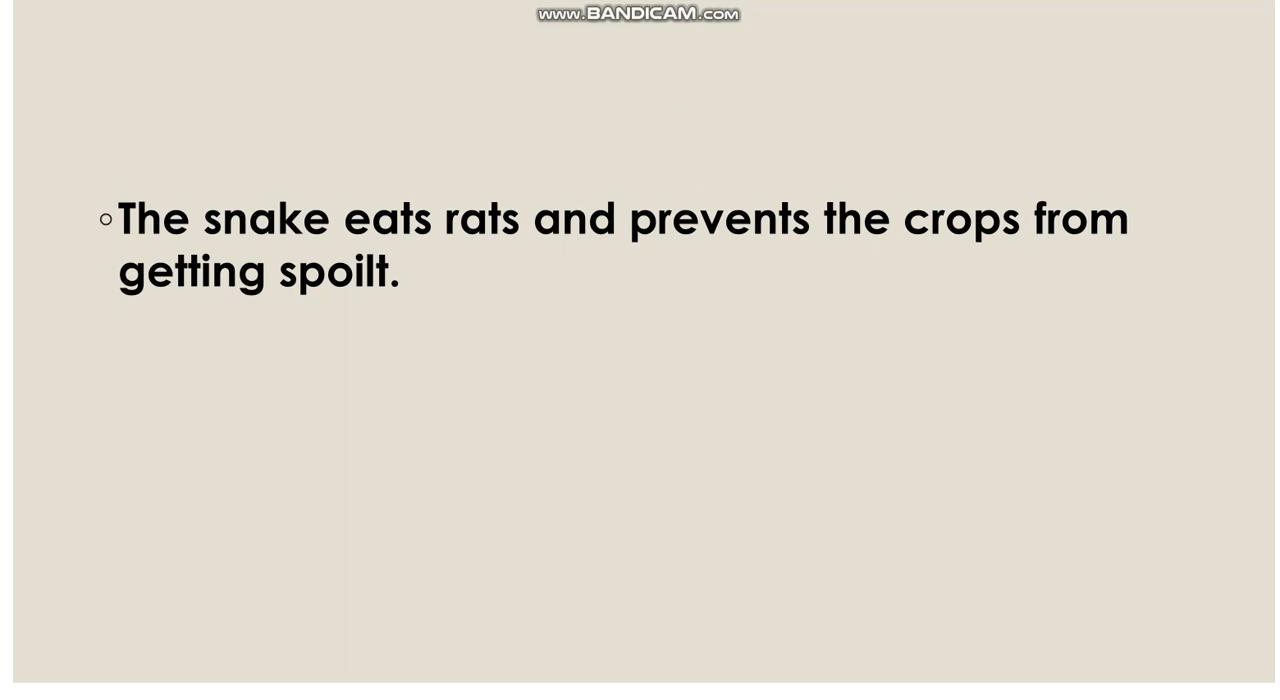 www.BANDICAM.com
◦The snake eats rats and prevents the crops from
getting spoilt.